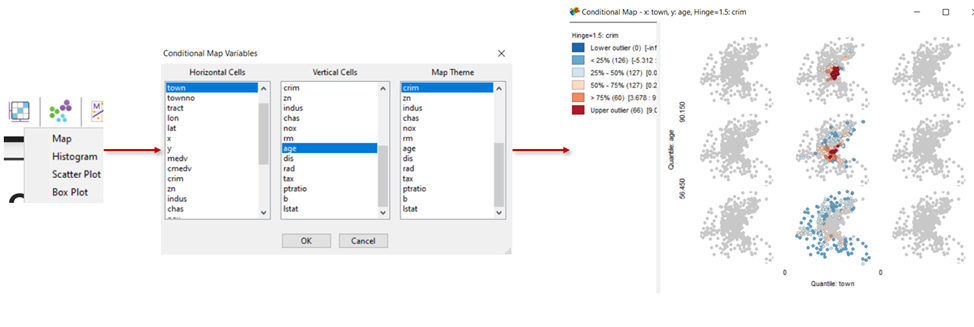 Map
Histogram
Scatter Plot
Box Plot
Conditional Map Variables
Horizontal Cells
town
townno
tract
lon
lat
x
y
medv
cmedv
crim
zn
indus
chas
Vertical Cells
crim
zn
indus
chas
nox
rm
age
dis
rad
tax
ptratio
b
lstat
Map Theme
crim
zn
indus
chas
nox
rm
age
dis
rad
tax
ptratio
b
lstat
OK
Cancel
Conditional Map - x: town, y: age, Hinge=1.5: crim
Hinge=1.5: crim
Lower outlier (0) [-inf
< 25% (126) [-5.312 :
25% - 50% (127) [0.0
50% - 75% (127) [0.2
> 75% (60) [3.678 : 9
Upper outlier (66) [9.0
90.150
Quantile: age
56.450
0
0
Quantile: town